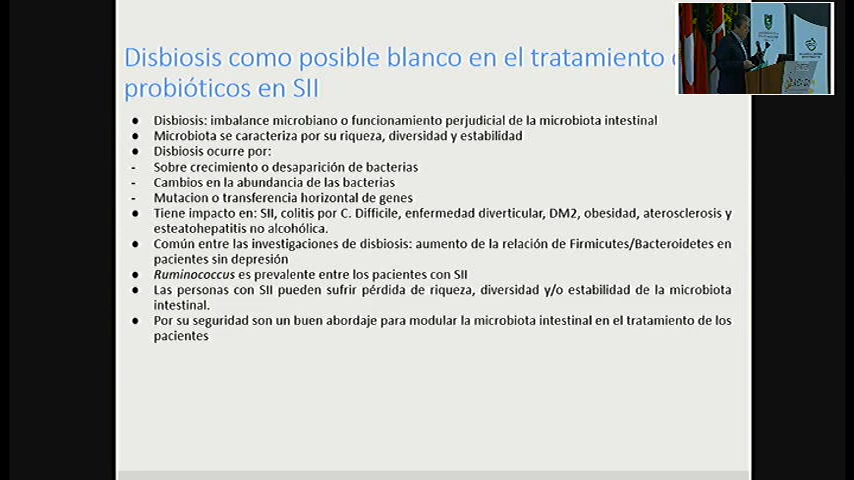 Disbiosis como posible blanco en el tratamiento
probióticos en SII
● Disbiosis: imbalance microbiano o funcionamiento perjudicial de la microbiota intestinal
● Microbiota se caracteriza por su riqueza, diversidad y estabilidad
● Disbiosis ocurre por:
- Sobre crecimiento o desaparición de bacterias
- Cambios en la abundancia de las bacterias
- Mutacion o transferencia horizontal de genes
● Tiene impacto en: SII, colitis por C. Difficile, enfermedad diverticular, DM2, obesidad, aterosclerosis y
esteatohepatitis no alcohólica.
● Común entre las investigaciones de disbiosis: aumento de la relación de Firmicutes/Bacteroidetes en
pacientes sin depresión
● Ruminococcus es prevalente entre los pacientes con SII
● Las personas con SII pueden sufrir pérdida de riqueza, diversidad y/o estabilidad de la microbiota
intestinal.
● Por su seguridad son un buen abordaje para modular la microbiota intestinal en el tratamiento de los
pacientes